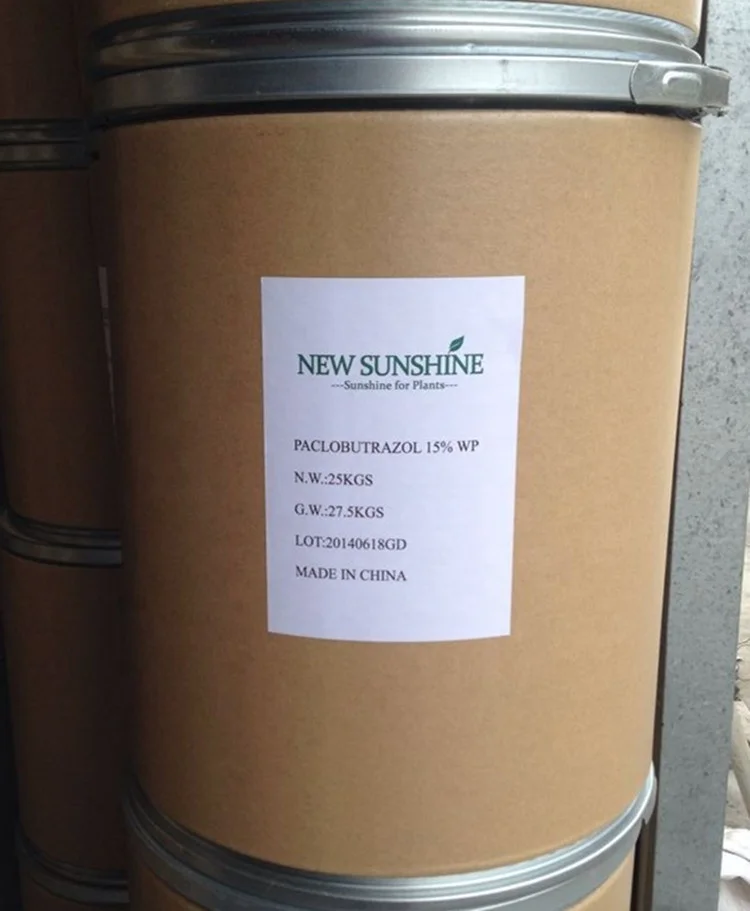 NEW SUNSHINE
---Sunshine for Plants---
PACLOBUTRAZOL 15% WP
N.W.:25KGS
G.W.:27.5KGS
LOT:20140618GD
MADE IN CHINA